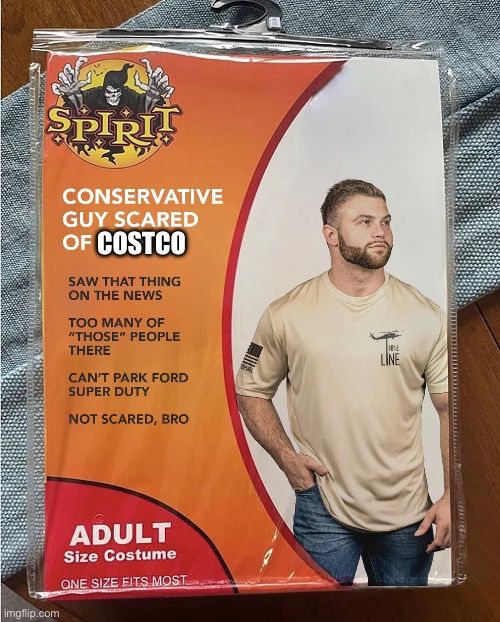 SPIRIT
CONSERVATIVE
GUY SCARED
OF COSTCO
SAW THAT THING
ON THE NEWS
TOO MANY OF
“THOSE” PEOPLE
THERE
CAN’T PARK FORD
SUPER DUTY
NOT SCARED, BRO
NINE
LINE
ADULT
Size Costume
ONE SIZE FITS MOST
imgflip.com